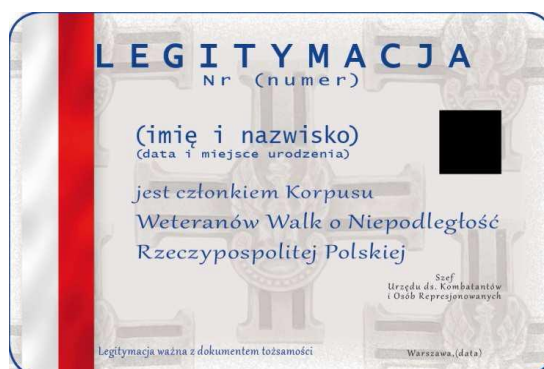 LEGITYMACJA
Nr (numer)
(imię i nazwisko)
(data i miejsce urodzenia)
jest członkiem Korpusu
Weteranów Walk o Niepodległość
Rzeczypospolitej Polskiej
Szef
Urzędu ds. Kombatantów
i Osób Represjonowanych
Legitymacja ważna z dokumentem tożsamości
Warszawa,(data)